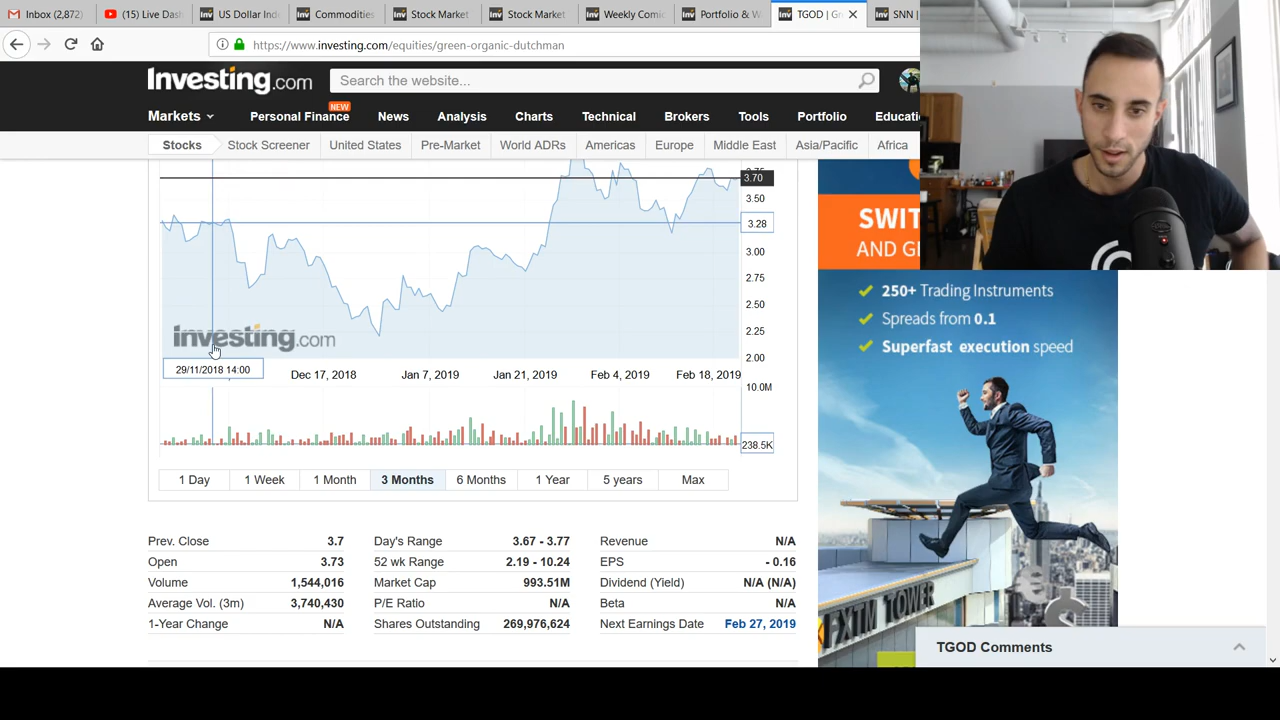 Inbox (2,872)
(15) Live Dash
US Dollar Ind
Commodities
Stock Market
Stock Market
Weekly Comic
Portfolio & W
TGOD | Gr
SNN |
https://www.investing.com/equities/green-organic-dutchman
Investing.com
Search the website...
NEW
Markets
Personal Finance
News
Analysis
Charts
Technical
Brokers
Tools
Portfolio
Educati
Stocks
Stock Screener
United States
Pre-Market
World ADRs
Americas
Europe
Middle East
Asia/Pacific
Africa
3.75
3.70
3.50
3.28
3.00
2.75
2.50
2.25
2.00
Investing.com
29/11/2018 14:00
Dec 17, 2018
Jan 7, 2019
Jan 21, 2019
Feb 4, 2019
Feb 18, 2019
10.0M
238.5K
1 Day
1 Week
1 Month
3 Months
6 Months
1 Year
5 years
Max
Prev. Close 3.7
Day's Range 3.67 - 3.77
Revenue N/A
Open 3.73
52 wk Range 2.19 - 10.24
EPS - 0.16
Volume 1,544,016
Market Cap 993.51M
Dividend (Yield) N/A (N/A)
Average Vol. (3m) 3,740,430
P/E Ratio N/A
Beta N/A
1-Year Change N/A
Shares Outstanding 269,976,624
Next Earnings Date Feb 27, 2019
SWIT
AND GE
250+ Trading Instruments
Spreads from 0.1
Superfast execution speed
FXTM TOWER
TGOD Comments